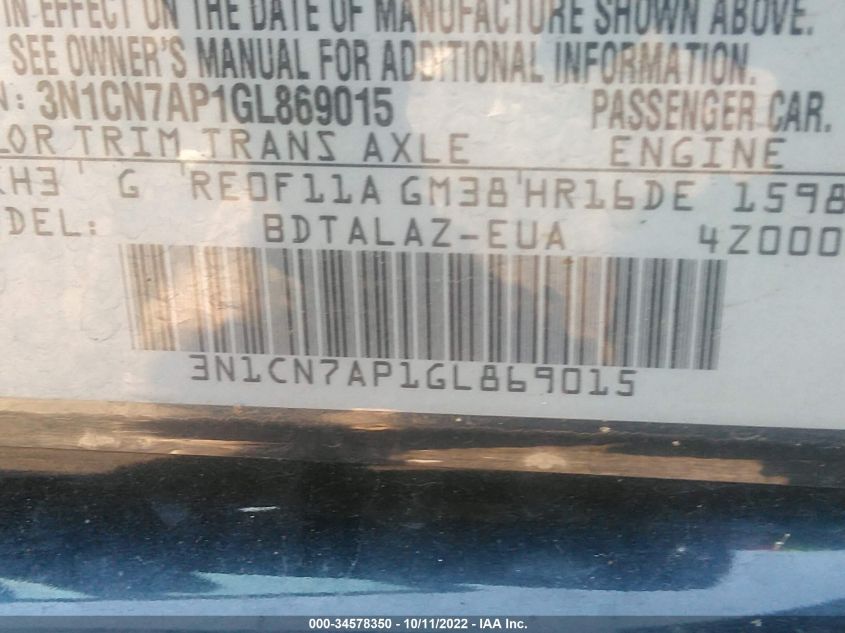 IN EFFECT ON THE DATE OF MANUFACTURE SHOWN ABOVE.
SEE OWNER'S MANUAL FOR ADDITIONAL INFORMATION.
N: 3N1CN7AP1GL869015 PASSENGER CAR.
LOR TRIM TRANS AXLE ENGINE
KH3 G RE0F11A GM38 HR16DE 1598
DEL: BDTALAZ-EUA 4Z000
3N1CN7AP1GL869015
000-34578350 - 10/11/2022 - IAA Inc.